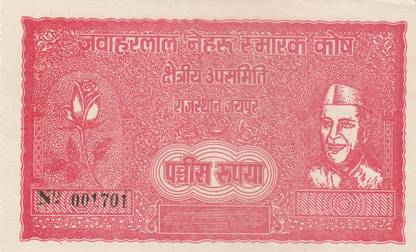 जवाहरलाल नेहरू स्मारक कोष
क्षेत्रीय उपसमिति
राजस्थान जयपुर
पच्चीस रुपया
Nº 001701